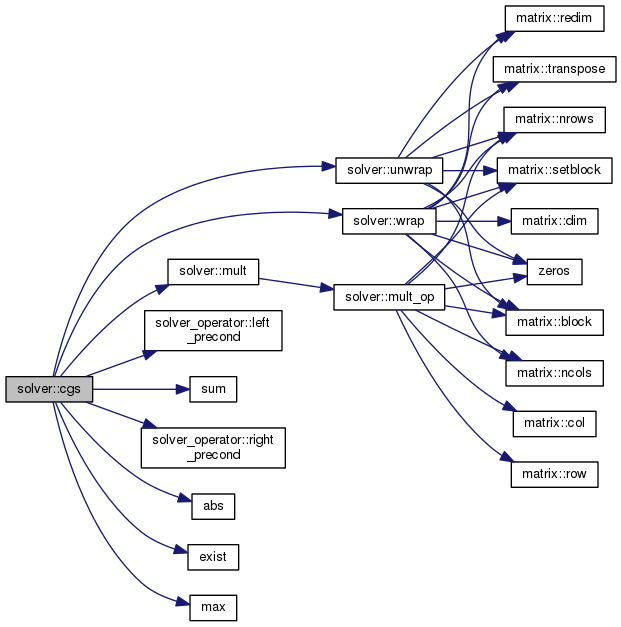 matrix::redim
matrix::transpose
matrix::nrows
solver::unwrap
matrix::setblock
solver::wrap
matrix::dim
solver::mult
zeros
solver::mult_op
solver_operator::left
_precond
matrix::block
matrix::ncols
solver::cgs
sum
matrix::col
solver_operator::right
_precond
matrix::row
abs
exist
max